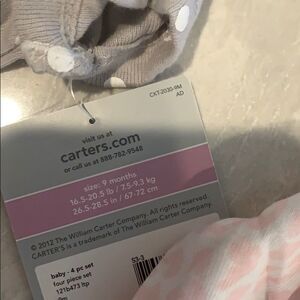 CKT-2030-9M
AD
visit us at
carters.com
or call us at 888-782-9548
size: 9 months
16.5-20.5 lb / 7.5-9.3 kg
26.5-28.5 in / 67-72 cm
© 2012 The William Carter Company. All rights reserved.
CARTER'S is a trademark of The William Carter Company.
baby - 4 pc set
four piece set
121b473 ltp
9m